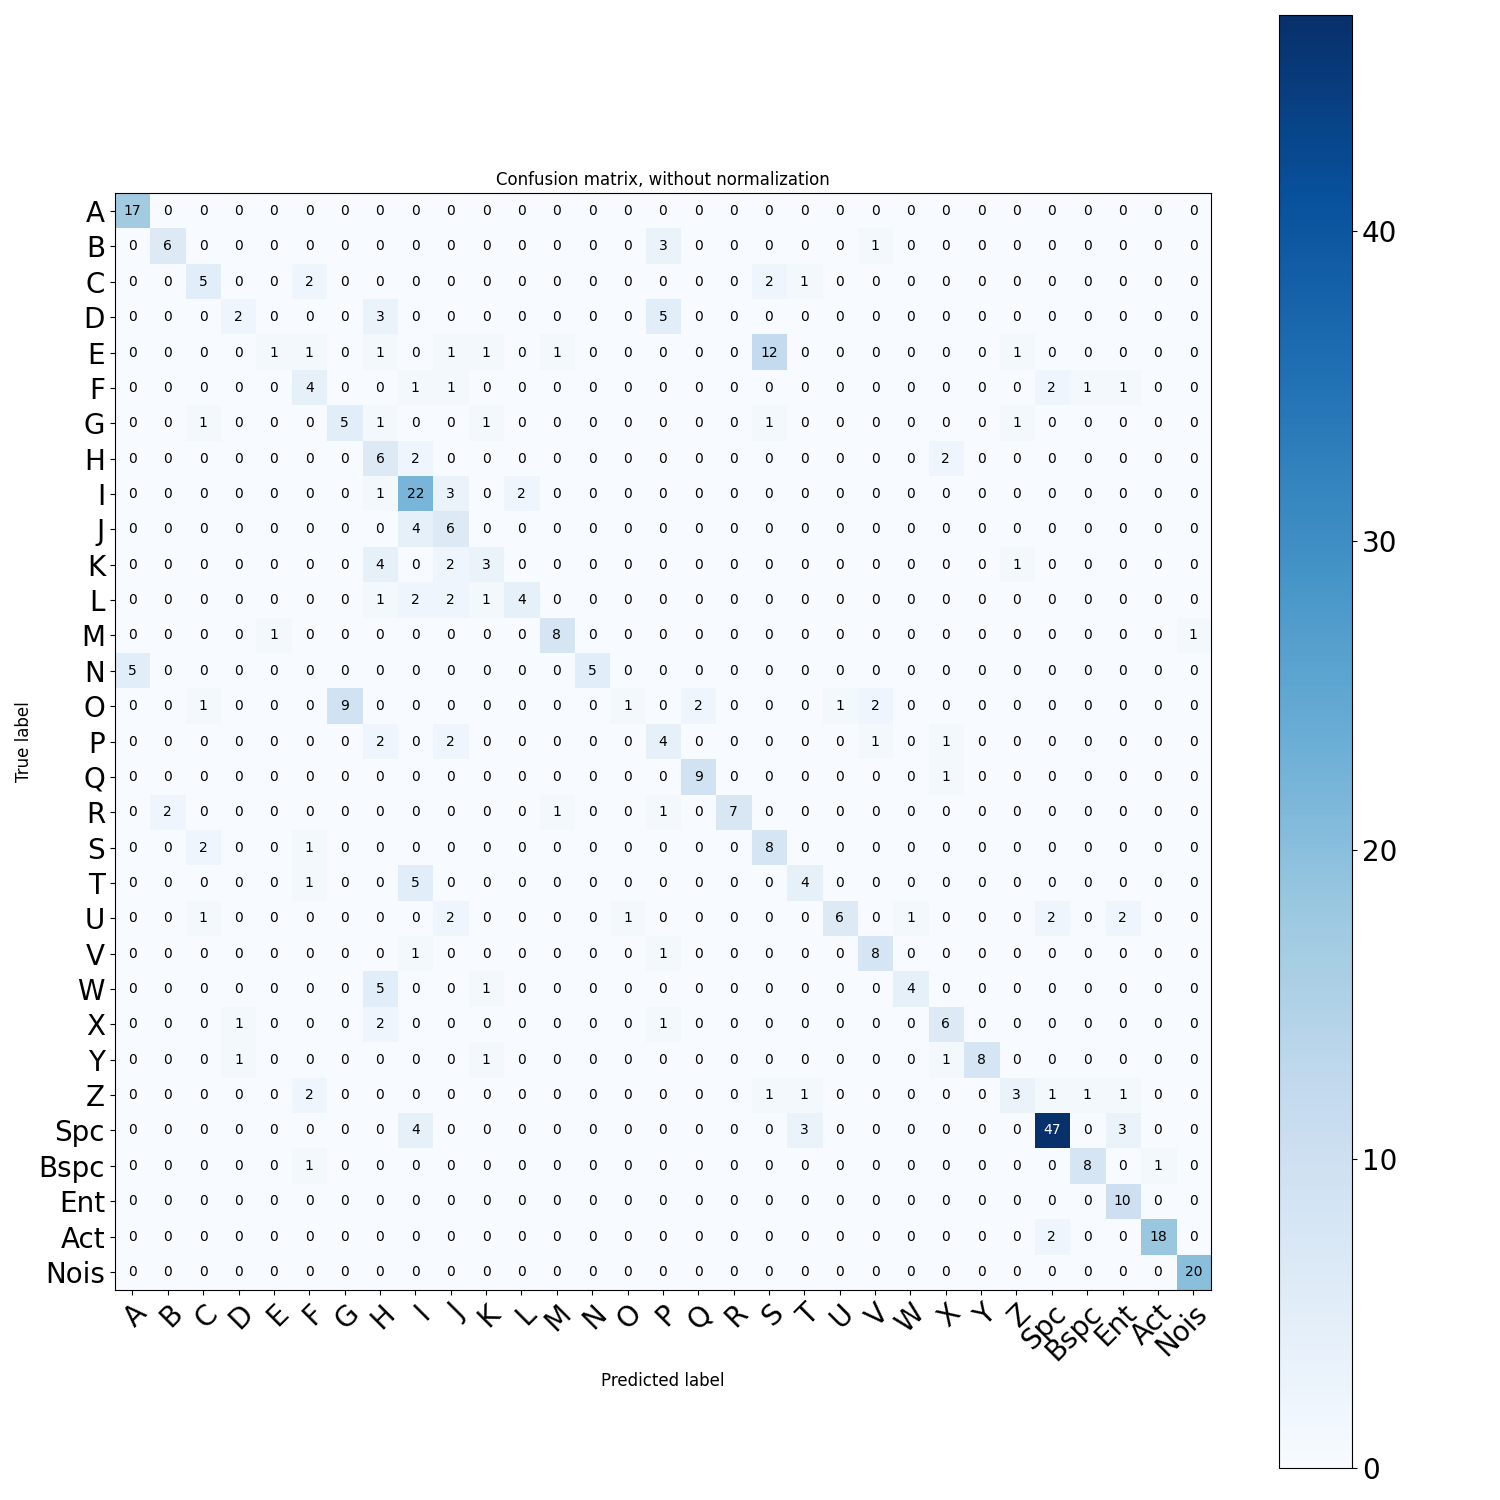 Confusion matrix, without normalization
A 17 0 0 0 0 0 0 0 0 0 0 0 0 0 0 0 0 0 0 0 0 0 0 0 0 0 0 0 0 0 0
B 0 6 0 0 0 0 0 0 0 0 0 0 0 0 0 3 0 0 0 0 0 1 0 0 0 0 0 0 0 0 0
C 0 0 5 0 0 2 0 0 0 0 0 0 0 0 0 0 0 0 2 1 0 0 0 0 0 0 0 0 0 0 0
D 0 0 0 2 0 0 0 3 0 0 0 0 0 0 0 5 0 0 0 0 0 0 0 0 0 0 0 0 0 0 0
E 0 0 0 0 1 1 0 1 0 1 1 0 1 0 0 0 0 0 12 0 0 0 0 0 0 1 0 0 0 0 0
F 0 0 0 0 0 4 0 0 1 1 0 0 0 0 0 0 0 0 0 0 0 0 0 0 0 0 2 1 1 0 0
G 0 0 1 0 0 0 5 1 0 0 1 0 0 0 0 0 0 0 1 0 0 0 0 0 0 1 0 0 0 0 0
H 0 0 0 0 0 0 0 6 2 0 0 0 0 0 0 0 0 0 0 0 0 0 0 2 0 0 0 0 0 0 0
I 0 0 0 0 0 0 0 1 22 3 0 2 0 0 0 0 0 0 0 0 0 0 0 0 0 0 0 0 0 0 0
J 0 0 0 0 0 0 0 0 4 6 0 0 0 0 0 0 0 0 0 0 0 0 0 0 0 0 0 0 0 0 0
K 0 0 0 0 0 0 0 4 0 2 3 0 0 0 0 0 0 0 0 0 0 0 0 0 0 1 0 0 0 0 0
L 0 0 0 0 0 0 0 1 2 2 1 4 0 0 0 0 0 0 0 0 0 0 0 0 0 0 0 0 0 0 0
M 0 0 0 0 1 0 0 0 0 0 0 0 8 0 0 0 0 0 0 0 0 0 0 0 0 0 0 0 0 0 1
N 5 0 0 0 0 0 0 0 0 0 0 0 0 5 0 0 0 0 0 0 0 0 0 0 0 0 0 0 0 0 0
O 0 0 1 0 0 0 9 0 0 0 0 0 0 0 1 0 2 0 0 0 1 2 0 0 0 0 0 0 0 0 0
P 0 0 0 0 0 0 0 2 0 2 0 0 0 0 0 4 0 0 0 0 0 1 0 1 0 0 0 0 0 0 0
Q 0 0 0 0 0 0 0 0 0 0 0 0 0 0 0 0 9 0 0 0 0 0 0 1 0 0 0 0 0 0 0
R 0 2 0 0 0 0 0 0 0 0 0 0 1 0 0 1 0 7 0 0 0 0 0 0 0 0 0 0 0 0 0
S 0 0 2 0 0 1 0 0 0 0 0 0 0 0 0 0 0 0 8 0 0 0 0 0 0 0 0 0 0 0 0
T 0 0 0 0 0 1 0 0 5 0 0 0 0 0 0 0 0 0 0 4 0 0 0 0 0 0 0 0 0 0 0
U 0 0 1 0 0 0 0 0 0 2 0 0 0 0 1 0 0 0 0 0 6 0 1 0 0 0 2 0 2 0 0
V 0 0 0 0 0 0 0 0 1 0 0 0 0 0 0 1 0 0 0 0 0 8 0 0 0 0 0 0 0 0 0
W 0 0 0 0 0 0 0 5 0 0 1 0 0 0 0 0 0 0 0 0 0 0 4 0 0 0 0 0 0 0 0
X 0 0 0 1 0 0 0 2 0 0 0 0 0 0 0 1 0 0 0 0 0 0 0 6 0 0 0 0 0 0 0
Y 0 0 0 1 0 0 0 0 0 0 1 0 0 0 0 0 0 0 0 0 0 0 0 1 8 0 0 0 0 0 0
Z 0 0 0 0 0 2 0 0 0 0 0 0 0 0 0 0 0 0 1 1 0 0 0 0 0 3 1 1 1 0 0
Spc 0 0 0 0 0 0 0 0 4 0 0 0 0 0 0 0 0 0 0 3 0 0 0 0 0 0 47 0 3 0 0
Bspc 0 0 0 0 0 1 0 0 0 0 0 0 0 0 0 0 0 0 0 0 0 0 0 0 0 0 0 8 0 1 0
Ent 0 0 0 0 0 0 0 0 0 0 0 0 0 0 0 0 0 0 0 0 0 0 0 0 0 0 0 0 10 0 0
Act 0 0 0 0 0 0 0 0 0 0 0 0 0 0 0 0 0 0 0 0 0 0 0 0 0 0 2 0 0 18 0
Nois 0 0 0 0 0 0 0 0 0 0 0 0 0 0 0 0 0 0 0 0 0 0 0 0 0 0 0 0 0 0 20
A B C D E F G H I J K L M N O P Q R S T U V W X Y Z Spc Bspc Ent Act Nois
Predicted label
True label
40
30
20
10
0